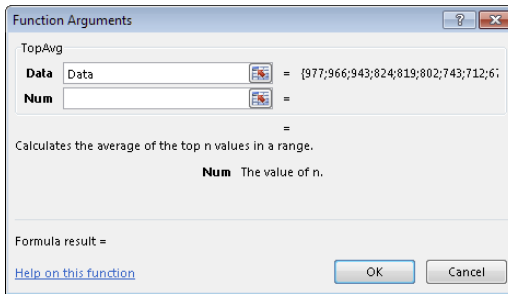 Function Arguments
TopAvg
Data Data = {977;966;943;824;819;802;743;712;67
Num =
=
Calculates the average of the top n values in a range.
Num The value of n.
Formula result =
Help on this function OK Cancel